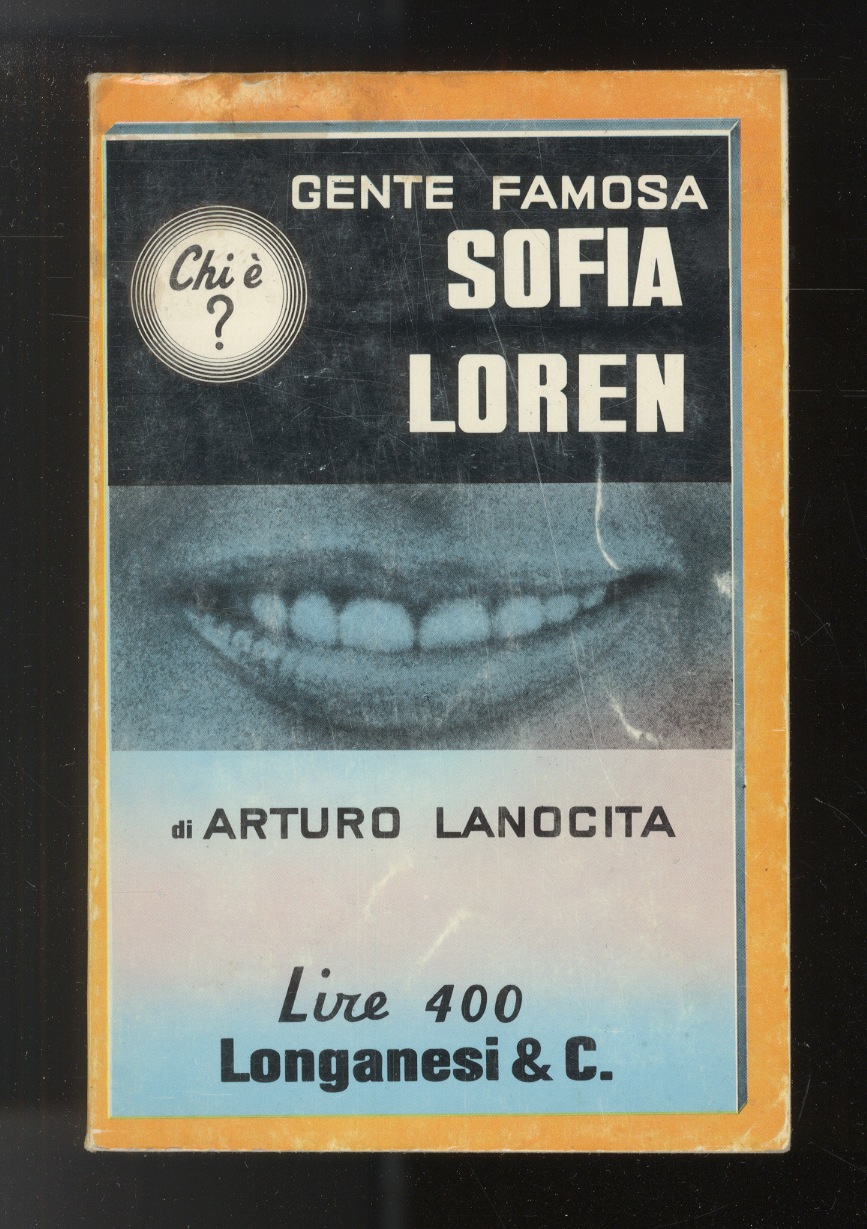 GENTE FAMOSA
Chi è
?
SOFIA
LOREN
di ARTURO LANOCITA
Lire 400
Longanesi & C.